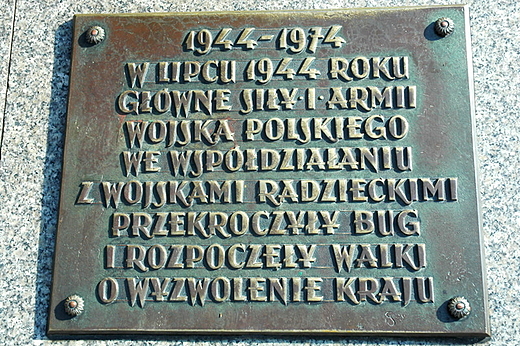 1944-1974
W LIPCU 1944 ROKU
GŁÓWNE SIŁY I ARMII
WOJSKA POLSKIEGO
WE WSPÓŁDZIAŁANIU
Z WOJSKAMI RADZIECKIMI
PRZEKROCZYŁY BUG
I ROZPOCZĘŁY WALKI
O WYZWOLENIE KRAJU